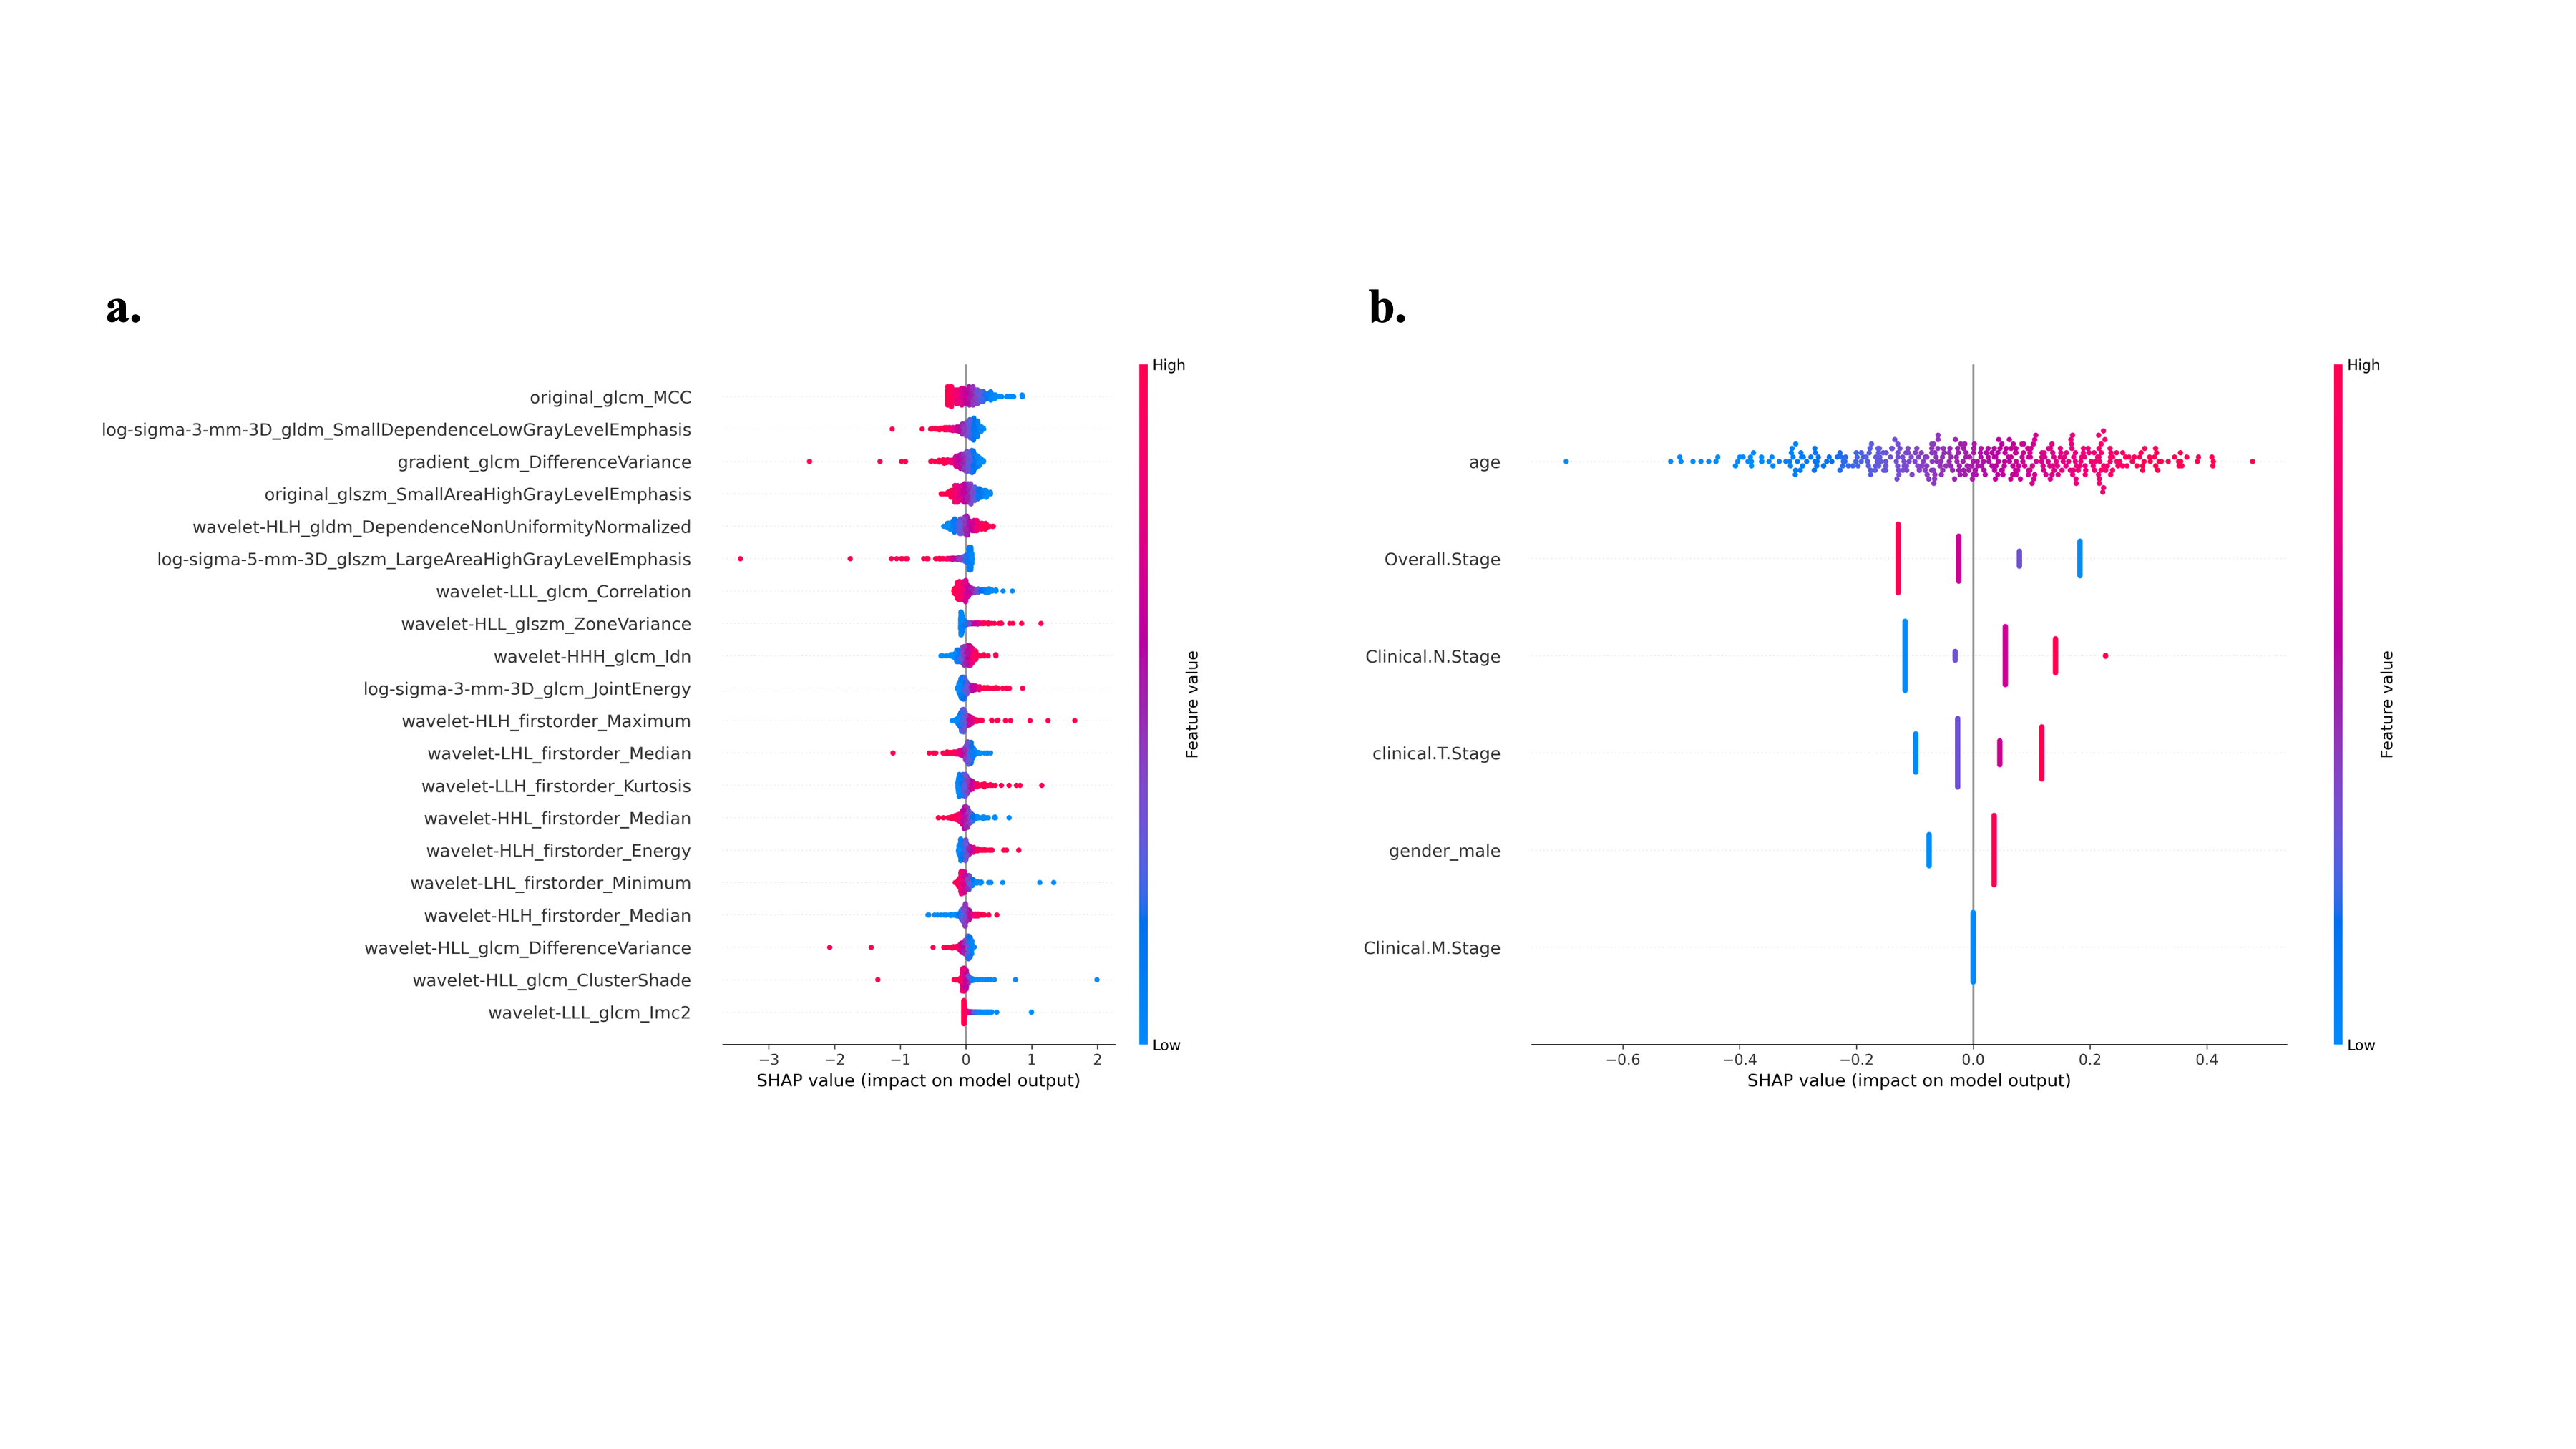 a.
High
original_glcm_MCC
log-sigma-3-mm-3D_gldm_SmallDependenceLowGrayLevelEmphasis
gradient_glcm_DifferenceVariance
original_glszm_SmallAreaHighGrayLevelEmphasis
wavelet-HLH_gldm_DependenceNonUniformityNormalized
log-sigma-5-mm-3D_glszm_LargeAreaHighGrayLevelEmphasis
wavelet-LLL_glcm_Correlation
wavelet-HLL_glszm_ZoneVariance
wavelet-HHH_glcm_Idn
log-sigma-3-mm-3D_glcm_JointEnergy
wavelet-HLH_firstorder_Maximum
wavelet-LHL_firstorder_Median
wavelet-LLH_firstorder_Kurtosis
wavelet-HHL_firstorder_Median
wavelet-HLH_firstorder_Energy
wavelet-LHL_firstorder_Minimum
wavelet-HLH_firstorder_Median
wavelet-HLL_glcm_DifferenceVariance
wavelet-HLL_glcm_ClusterShade
wavelet-LLL_glcm_Imc2
Feature value
Low
−3 −2 −1 0 1 2
SHAP value (impact on model output)
b.
High
age
Overall.Stage
Clinical.N.Stage
clinical.T.Stage
gender_male
Clinical.M.Stage
Feature value
Low
−0.6 −0.4 −0.2 0.0 0.2 0.4
SHAP value (impact on model output)